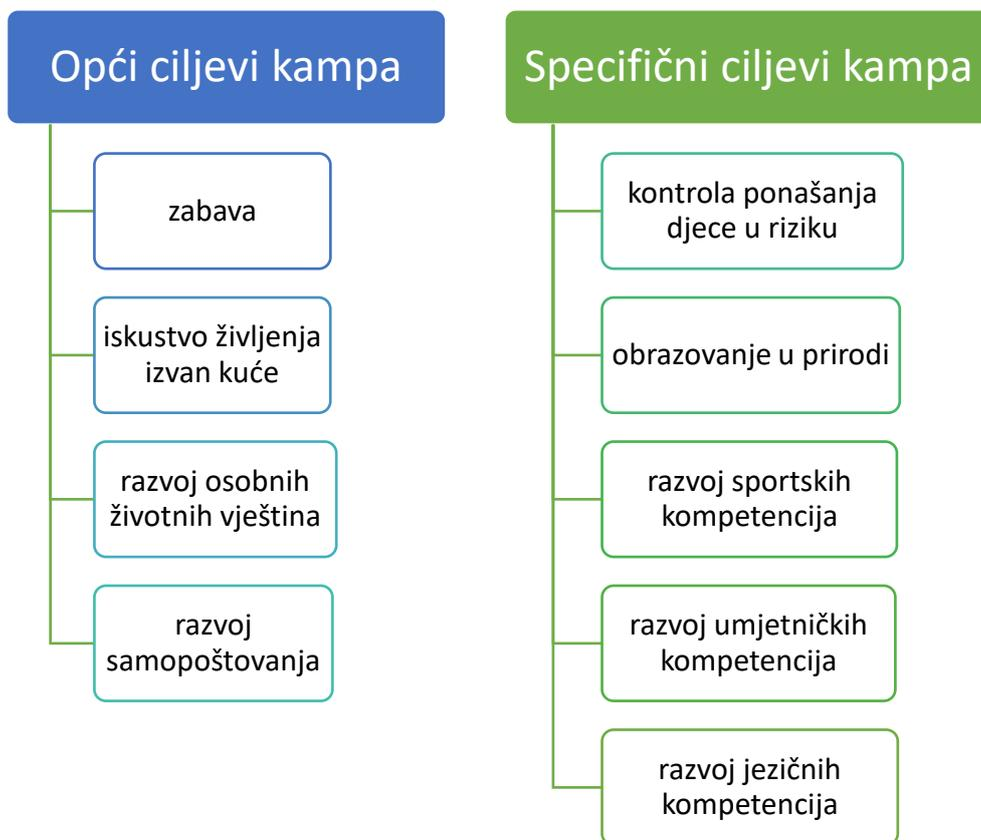 Opći ciljevi kampa
zabava
iskustvo življenja
izvan kuće
razvoj osobnih
životnih vještina
razvoj
samopoštovanja
Specifični ciljevi kampa
kontrola ponašanja
djece u riziku
obrazovanje u prirodi
razvoj sportskih
kompetencija
razvoj umjetničkih
kompetencija
razvoj jezičnih
kompetencija